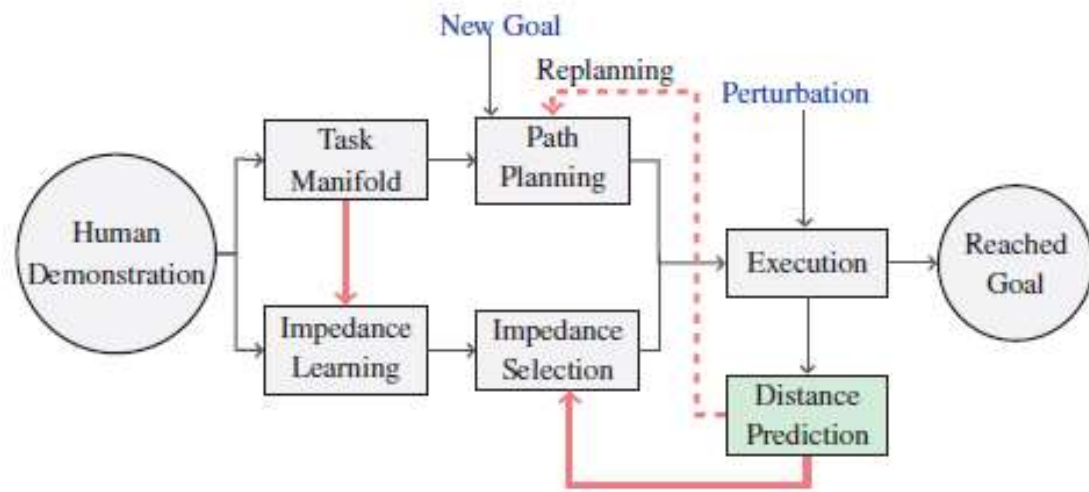 New Goal
Replanning
Perturbation
Task
Manifold
Path
Planning
Human
Demonstration
Execution
Reached
Goal
Impedance
Learning
Impedance
Selection
Distance
Prediction